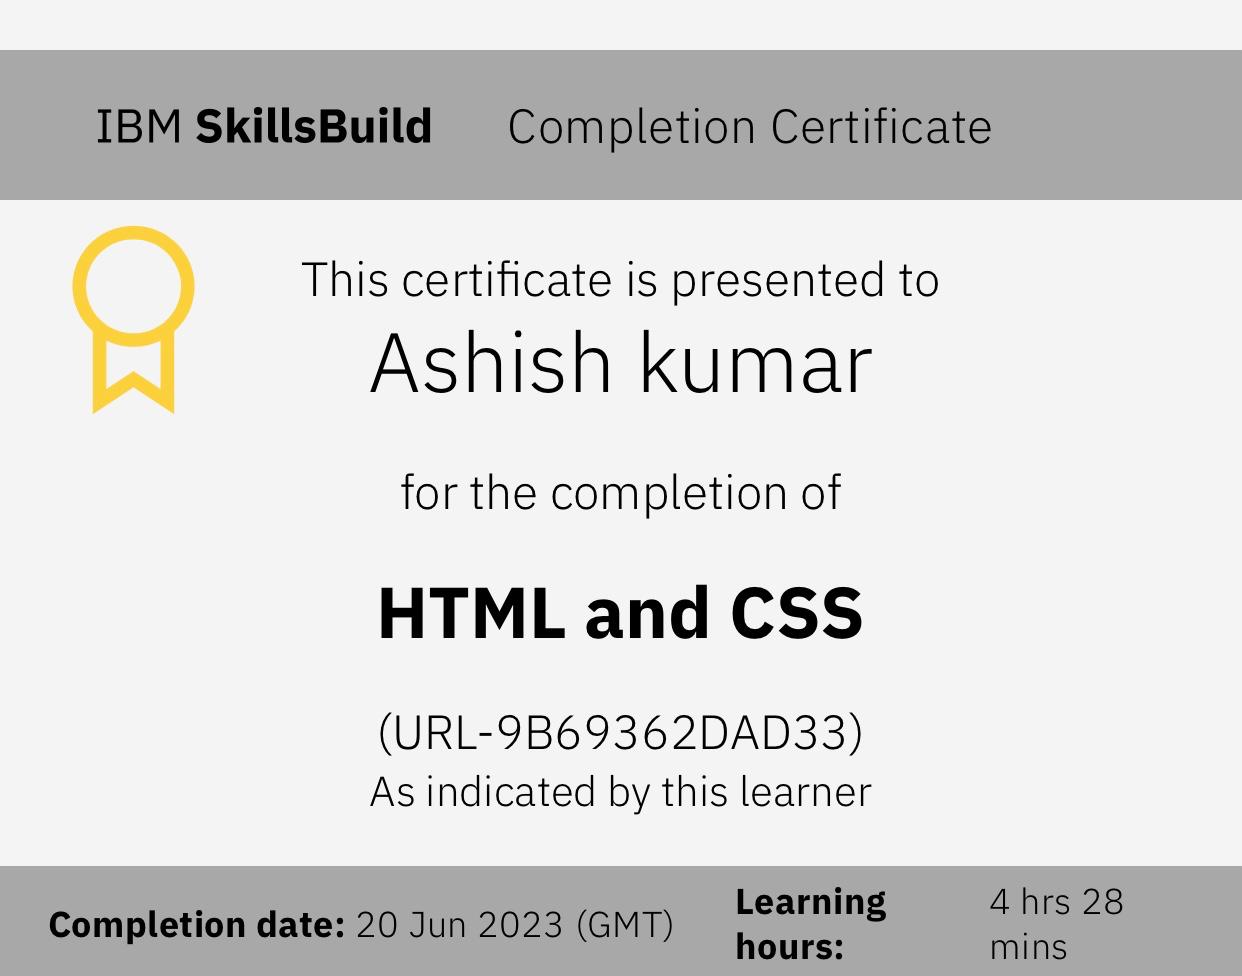 IBM SkillsBuild Completion Certificate
This certificate is presented to
Ashish kumar
for the completion of
HTML and CSS
(URL-9B69362DAD33)
As indicated by this learner
Completion date: 20 Jun 2023 (GMT)
Learning hours:
4 hrs 28 mins